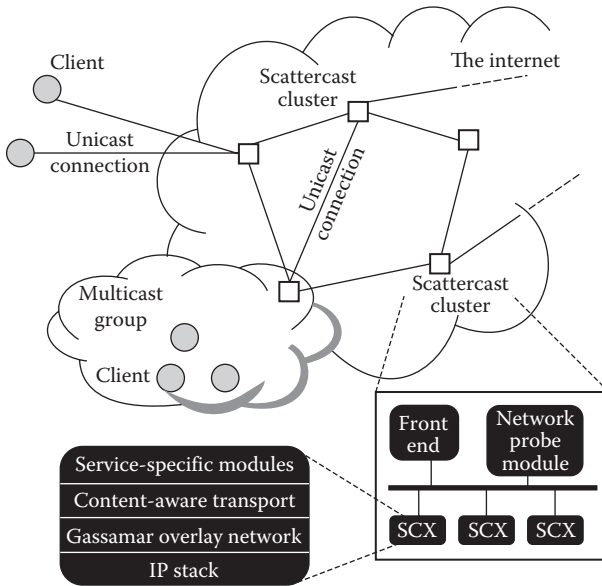 Client
Scattercast
cluster
The internet
Unicast
connection
Unicast
connection
Multicast
group
Client
Scattercast
cluster
Front
end
Network
probe
module
SCX
SCX
SCX
Service-specific modules
Content-aware transport
Gassamar overlay network
IP stack